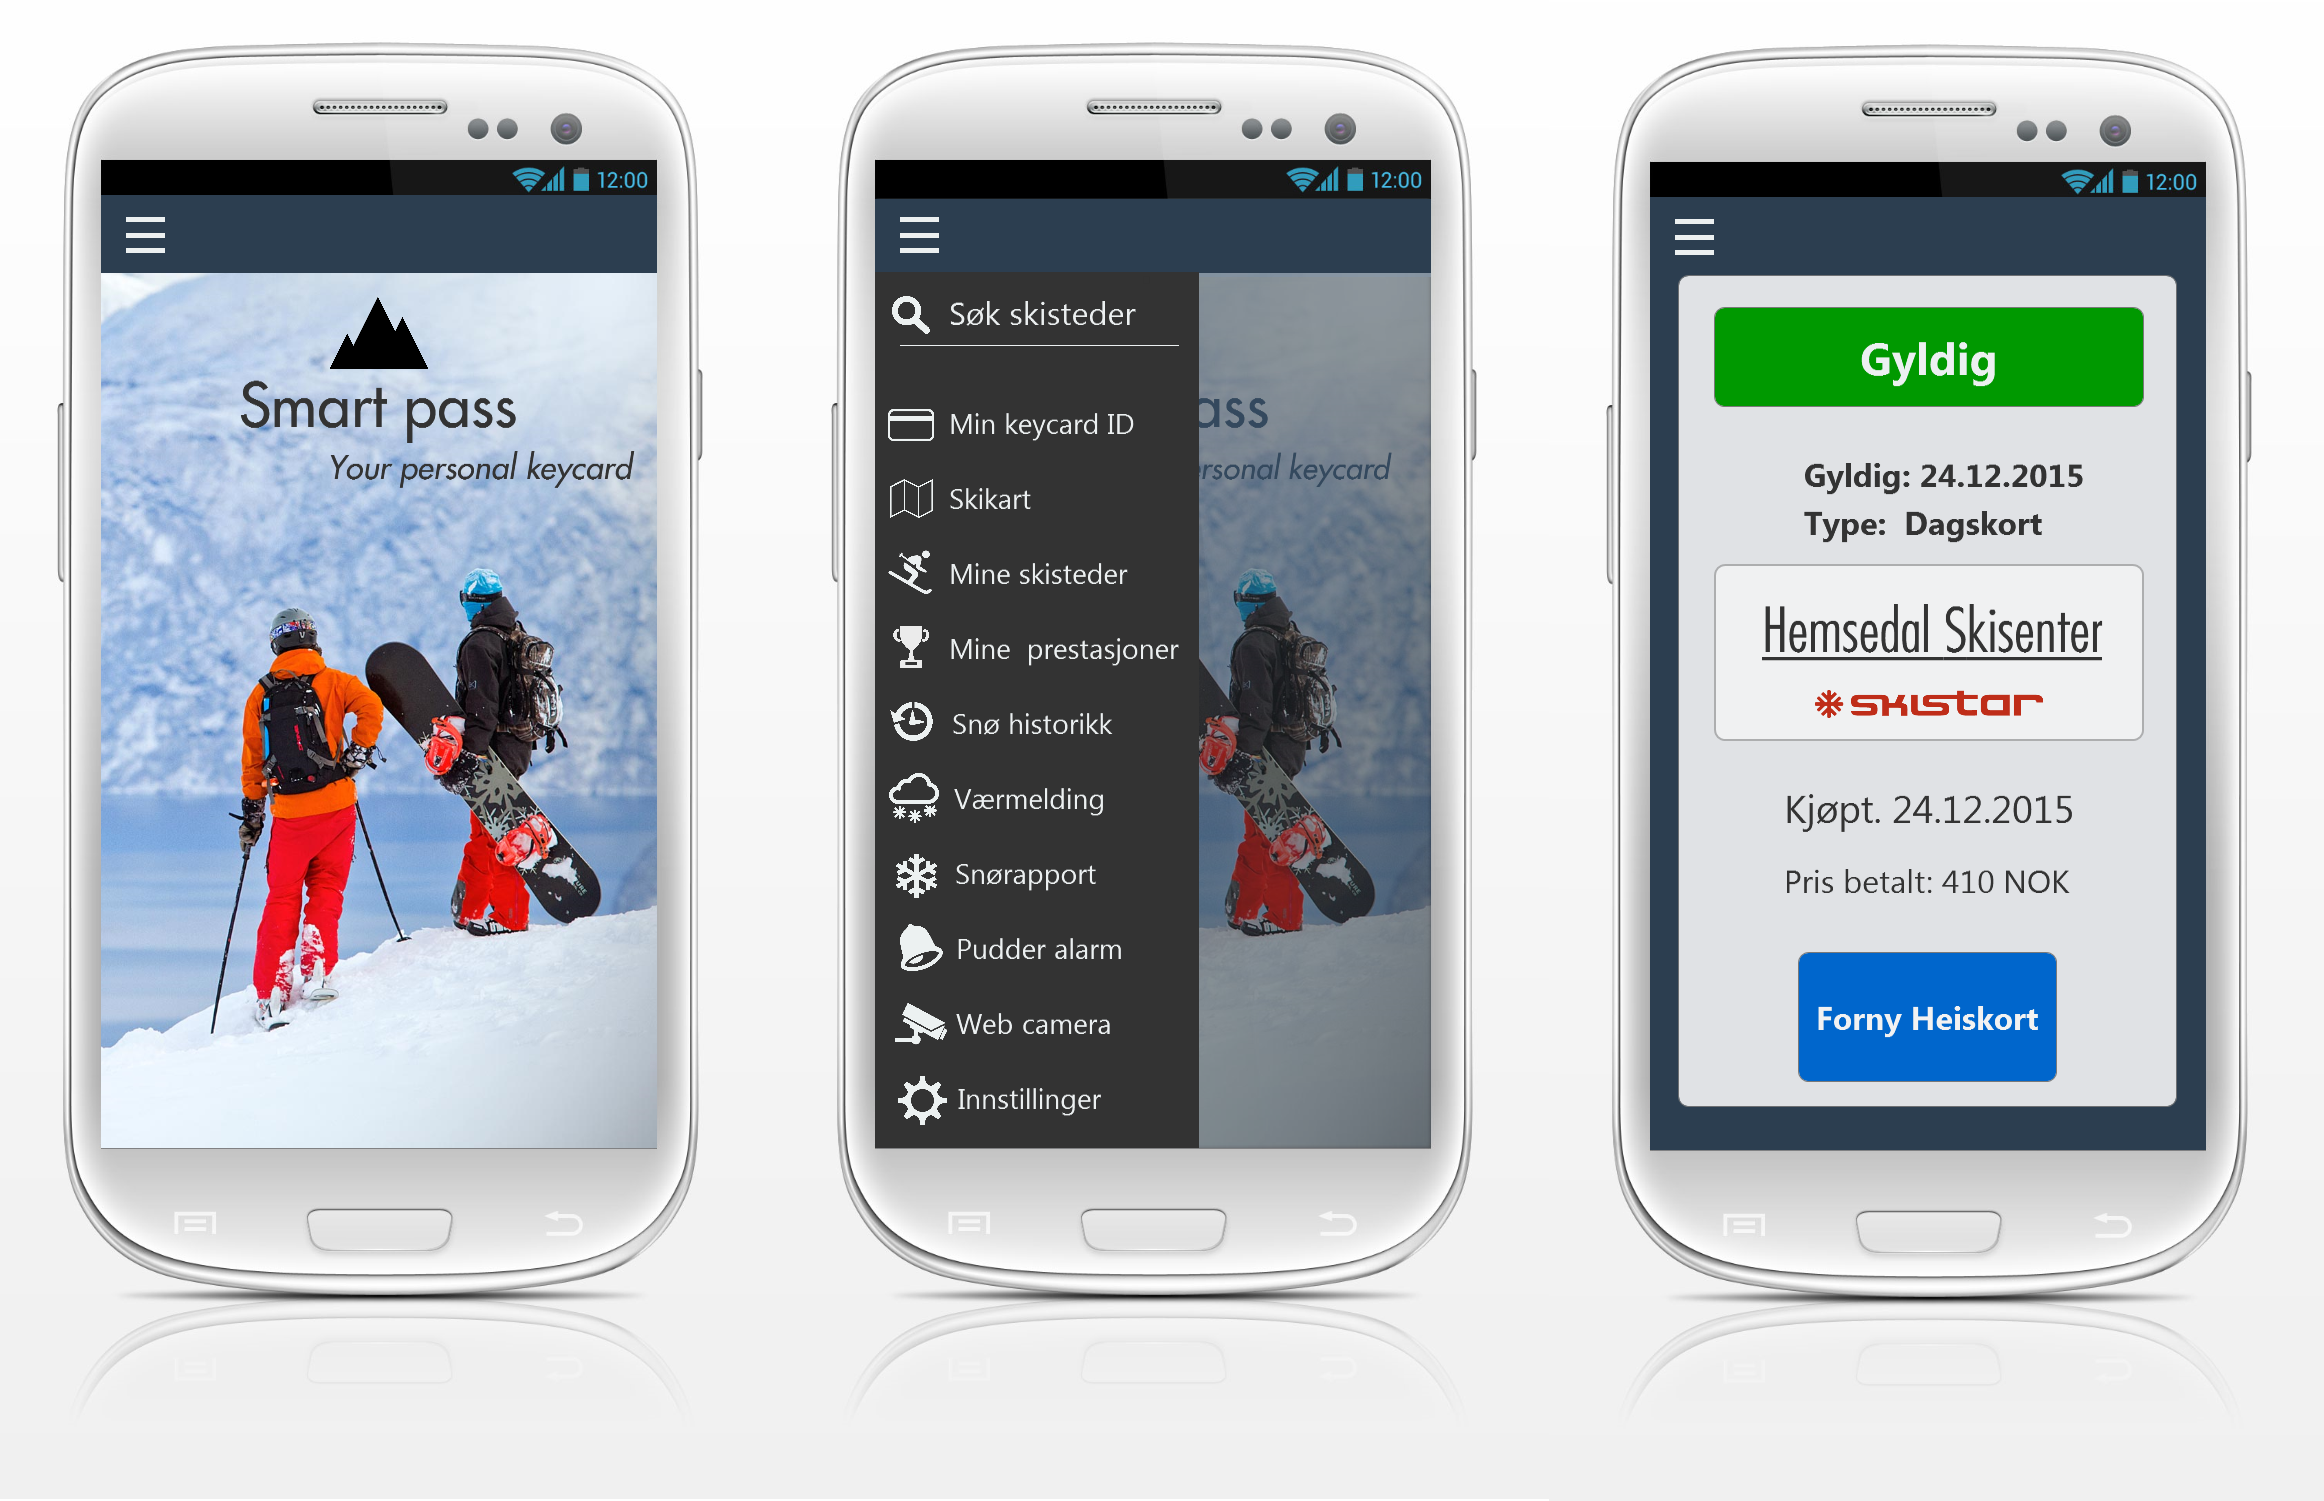 12:00
Smart pass
Your personal keycard
12:00
Søk skisteder
ass
rsonal keycard
Min keycard ID
Skikart
Mine skisteder
Mine  prestasjoner
Snø historikk
Værmelding
Snørapport
Pudder alarm
Web camera
Innstillinger
12:00
Gyldig
Gyldig: 24.12.2015
Type:  Dagskort
Hemsedal Skisenter
skistar
Kjøpt. 24.12.2015
Pris betalt: 410 NOK
Forny Heiskort